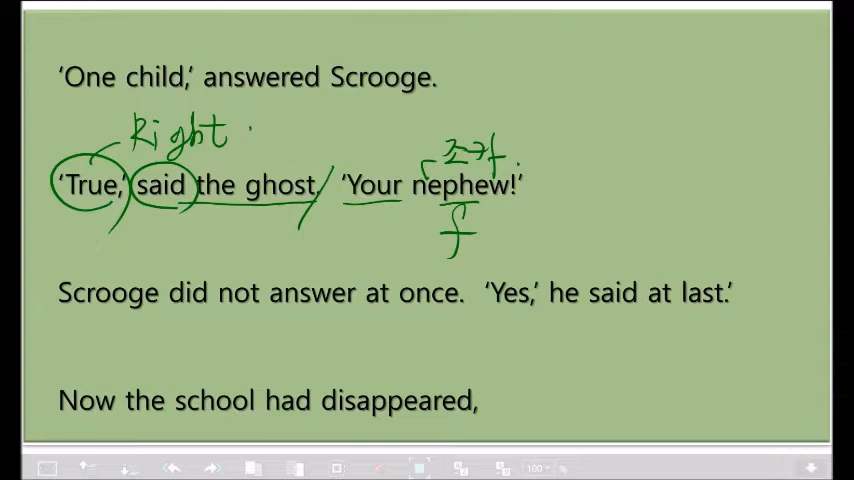 ‘One child,’ answered Scrooge.
Right
조카
‘True,’ said the ghost. ‘Your nephew!’
f
Scrooge did not answer at once. ‘Yes,’ he said at last.’
Now the school had disappeared,
100 %